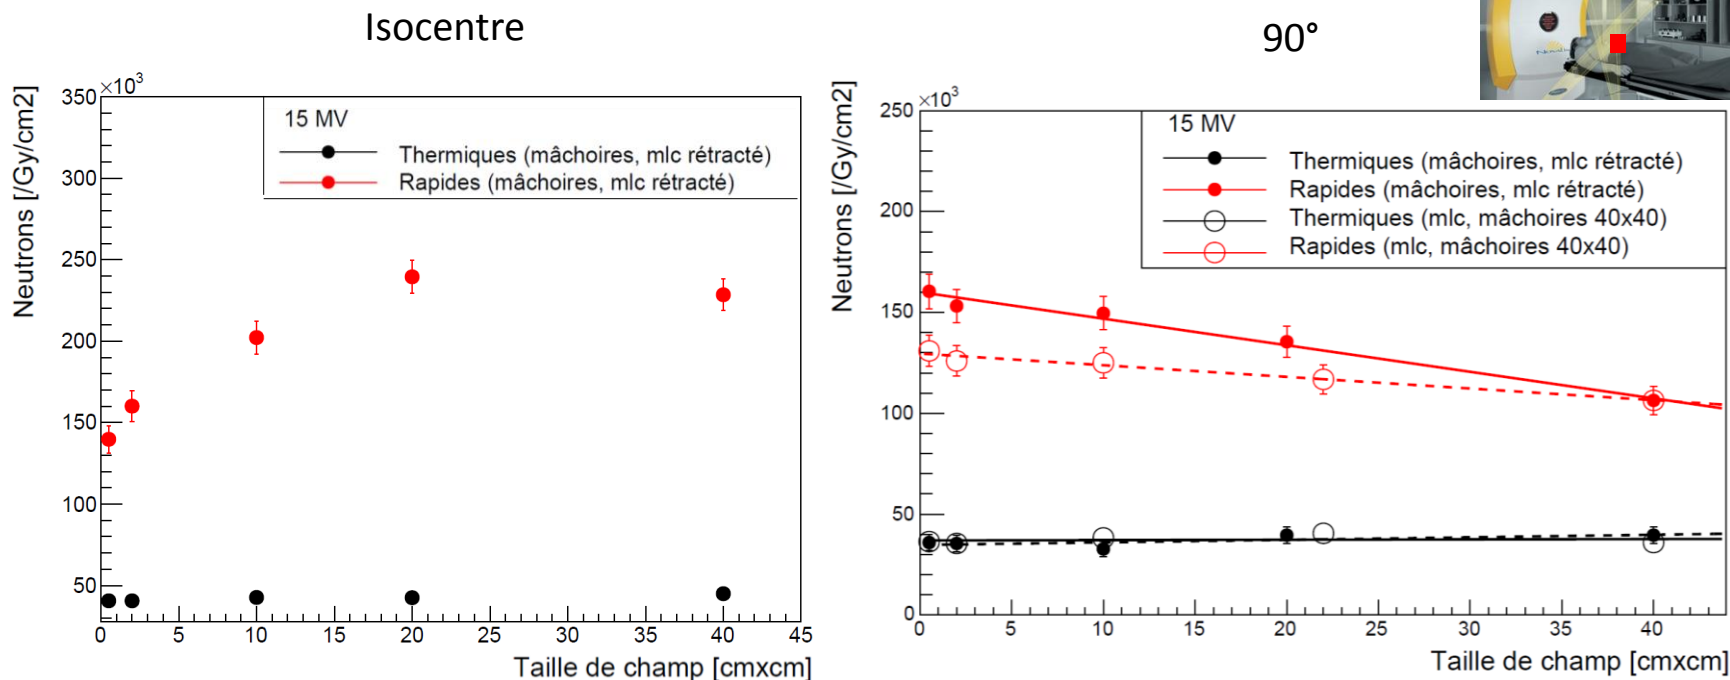 Isocentre
×10³
350
300
250
200
150
100
50
Neutrons [/Gy/cm2]
15 MV
Thermiques (mâchoires, mlc rétracté)
Rapides (mâchoires, mlc rétracté)
0 5 10 15 20 25 30 35 40 45
Taille de champ [cmxcm]
90°
×10³
250
200
150
100
50
0
Neutrons [/Gy/cm2]
15 MV
Thermiques (mâchoires, mlc rétracté)
Rapides (mâchoires, mlc rétracté)
Thermiques (mlc, mâchoires 40x40)
Rapides (mlc, mâchoires 40x40)
0 5 10 15 20 30 40
Taille de champ [cmxcm]